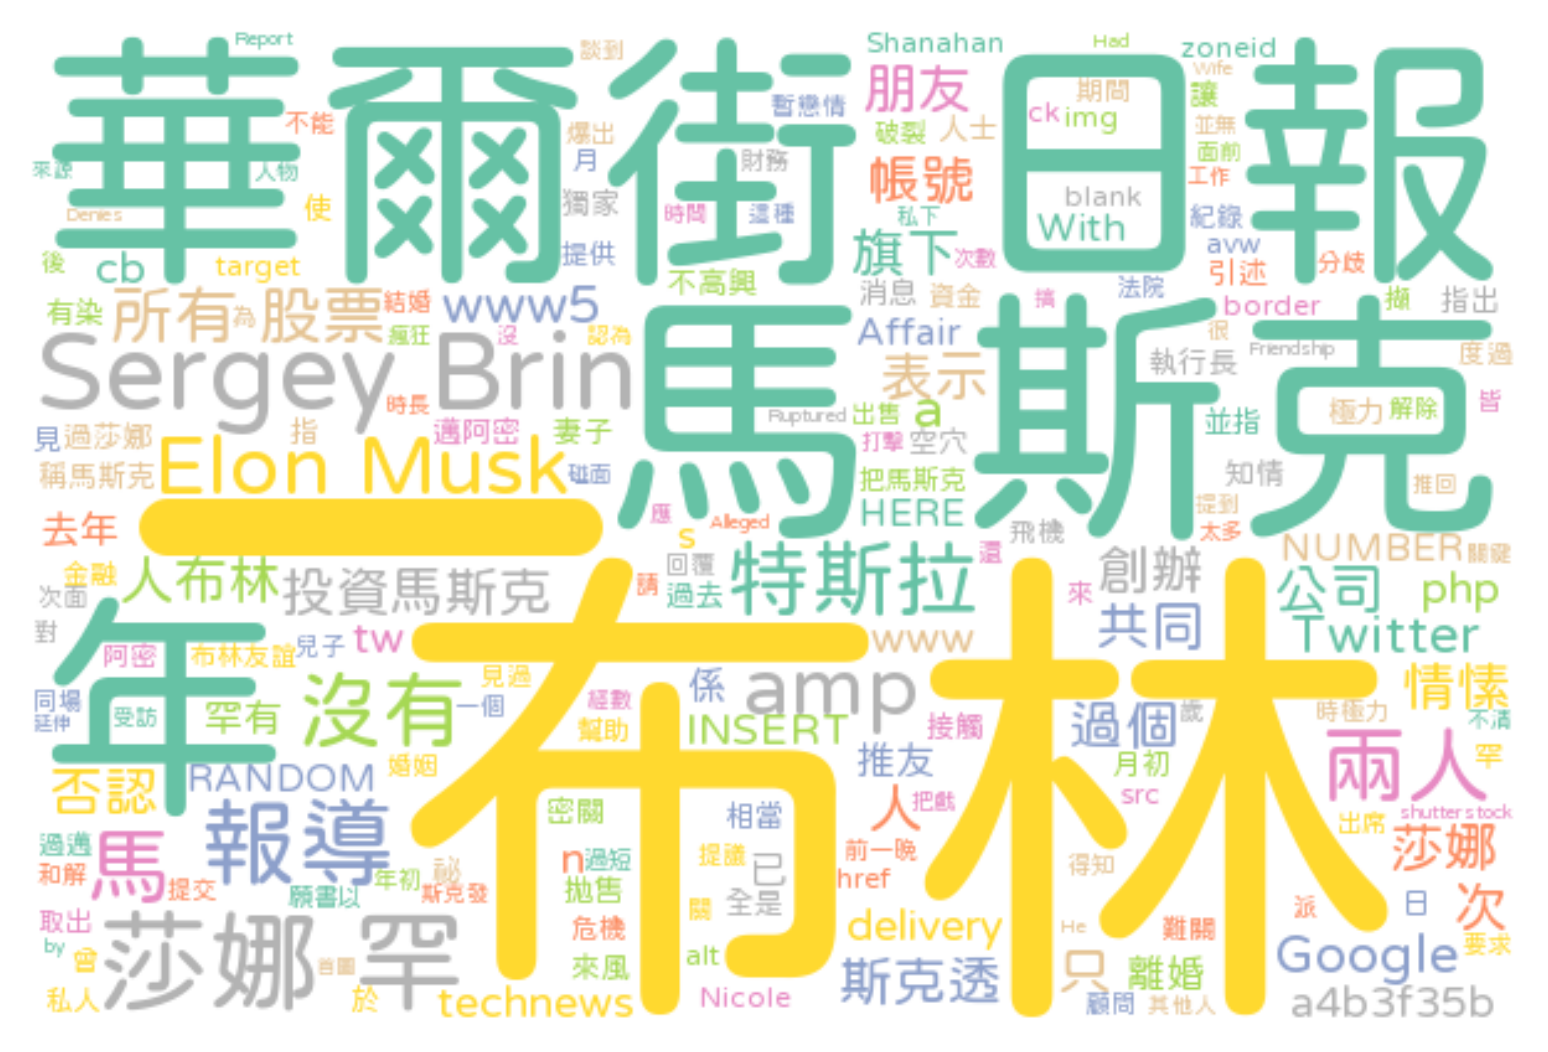 Report
談到
Shanahan
Had
zoneid
華爾街日報
朋友
Wife
暫戀情
期間
讓
ck
img
不能
爆出
破裂
人士
並無
來源
人物
月
財務
面前
帳號
工作
Denies
使
獨家
時間
這種
blank
私下
紀錄
With
後
cb
target
提供
旗下
次數
avw
引述
分歧
不高興
消息
資金
搞
法院
border
擷
指出
有染
所有
為
股票
結婚
www5
瘋狂
沒
認為
Affair
很
Friendship
度過
Sergey Brin
馬斯克
表示
執行長
時長
Ruptured
出售
a
極力
解除
皆
見
過莎娜
指
邁阿密
妻子
打擊
空穴
並指
稱馬斯克
Elon Musk
磁面
把馬斯克
知情
推回
提到
去年
一
應
s
Alleged
HERE
飛機
太多
還
NUMBER
關鍵
金融
人布林
投資馬斯克
回覆
請
過去
特斯拉
創辦
來
公司
php
次面
對
年
兒子
tw
布林
www
共同
Twitter
阿密
布林友誼
見過
係
amp
情愫
同場
延伸
受訪
罕有
沒有
一個
經數
幫助
INSERT
接觸
過個
歲
時極力
不清
兩人
罕
否認
RANDOM
婚姻
推友
月初
src
shutterstock
報導
密關
相當
人
把戲
出席
過邁
馬
和解
提交
願書以
年初
祕
斯克發
n
過短
提議
已
前一晚
href
得知
莎娜
拋售
全是
關
派
日
次
取出
by
曾
莎娜
罕
首圖
危機
delivery
He
難關
要求
私人
於
來風
alt
斯克透
只
離婚
Google
technews
Nicole
顧問
其他人
a4b3f35b